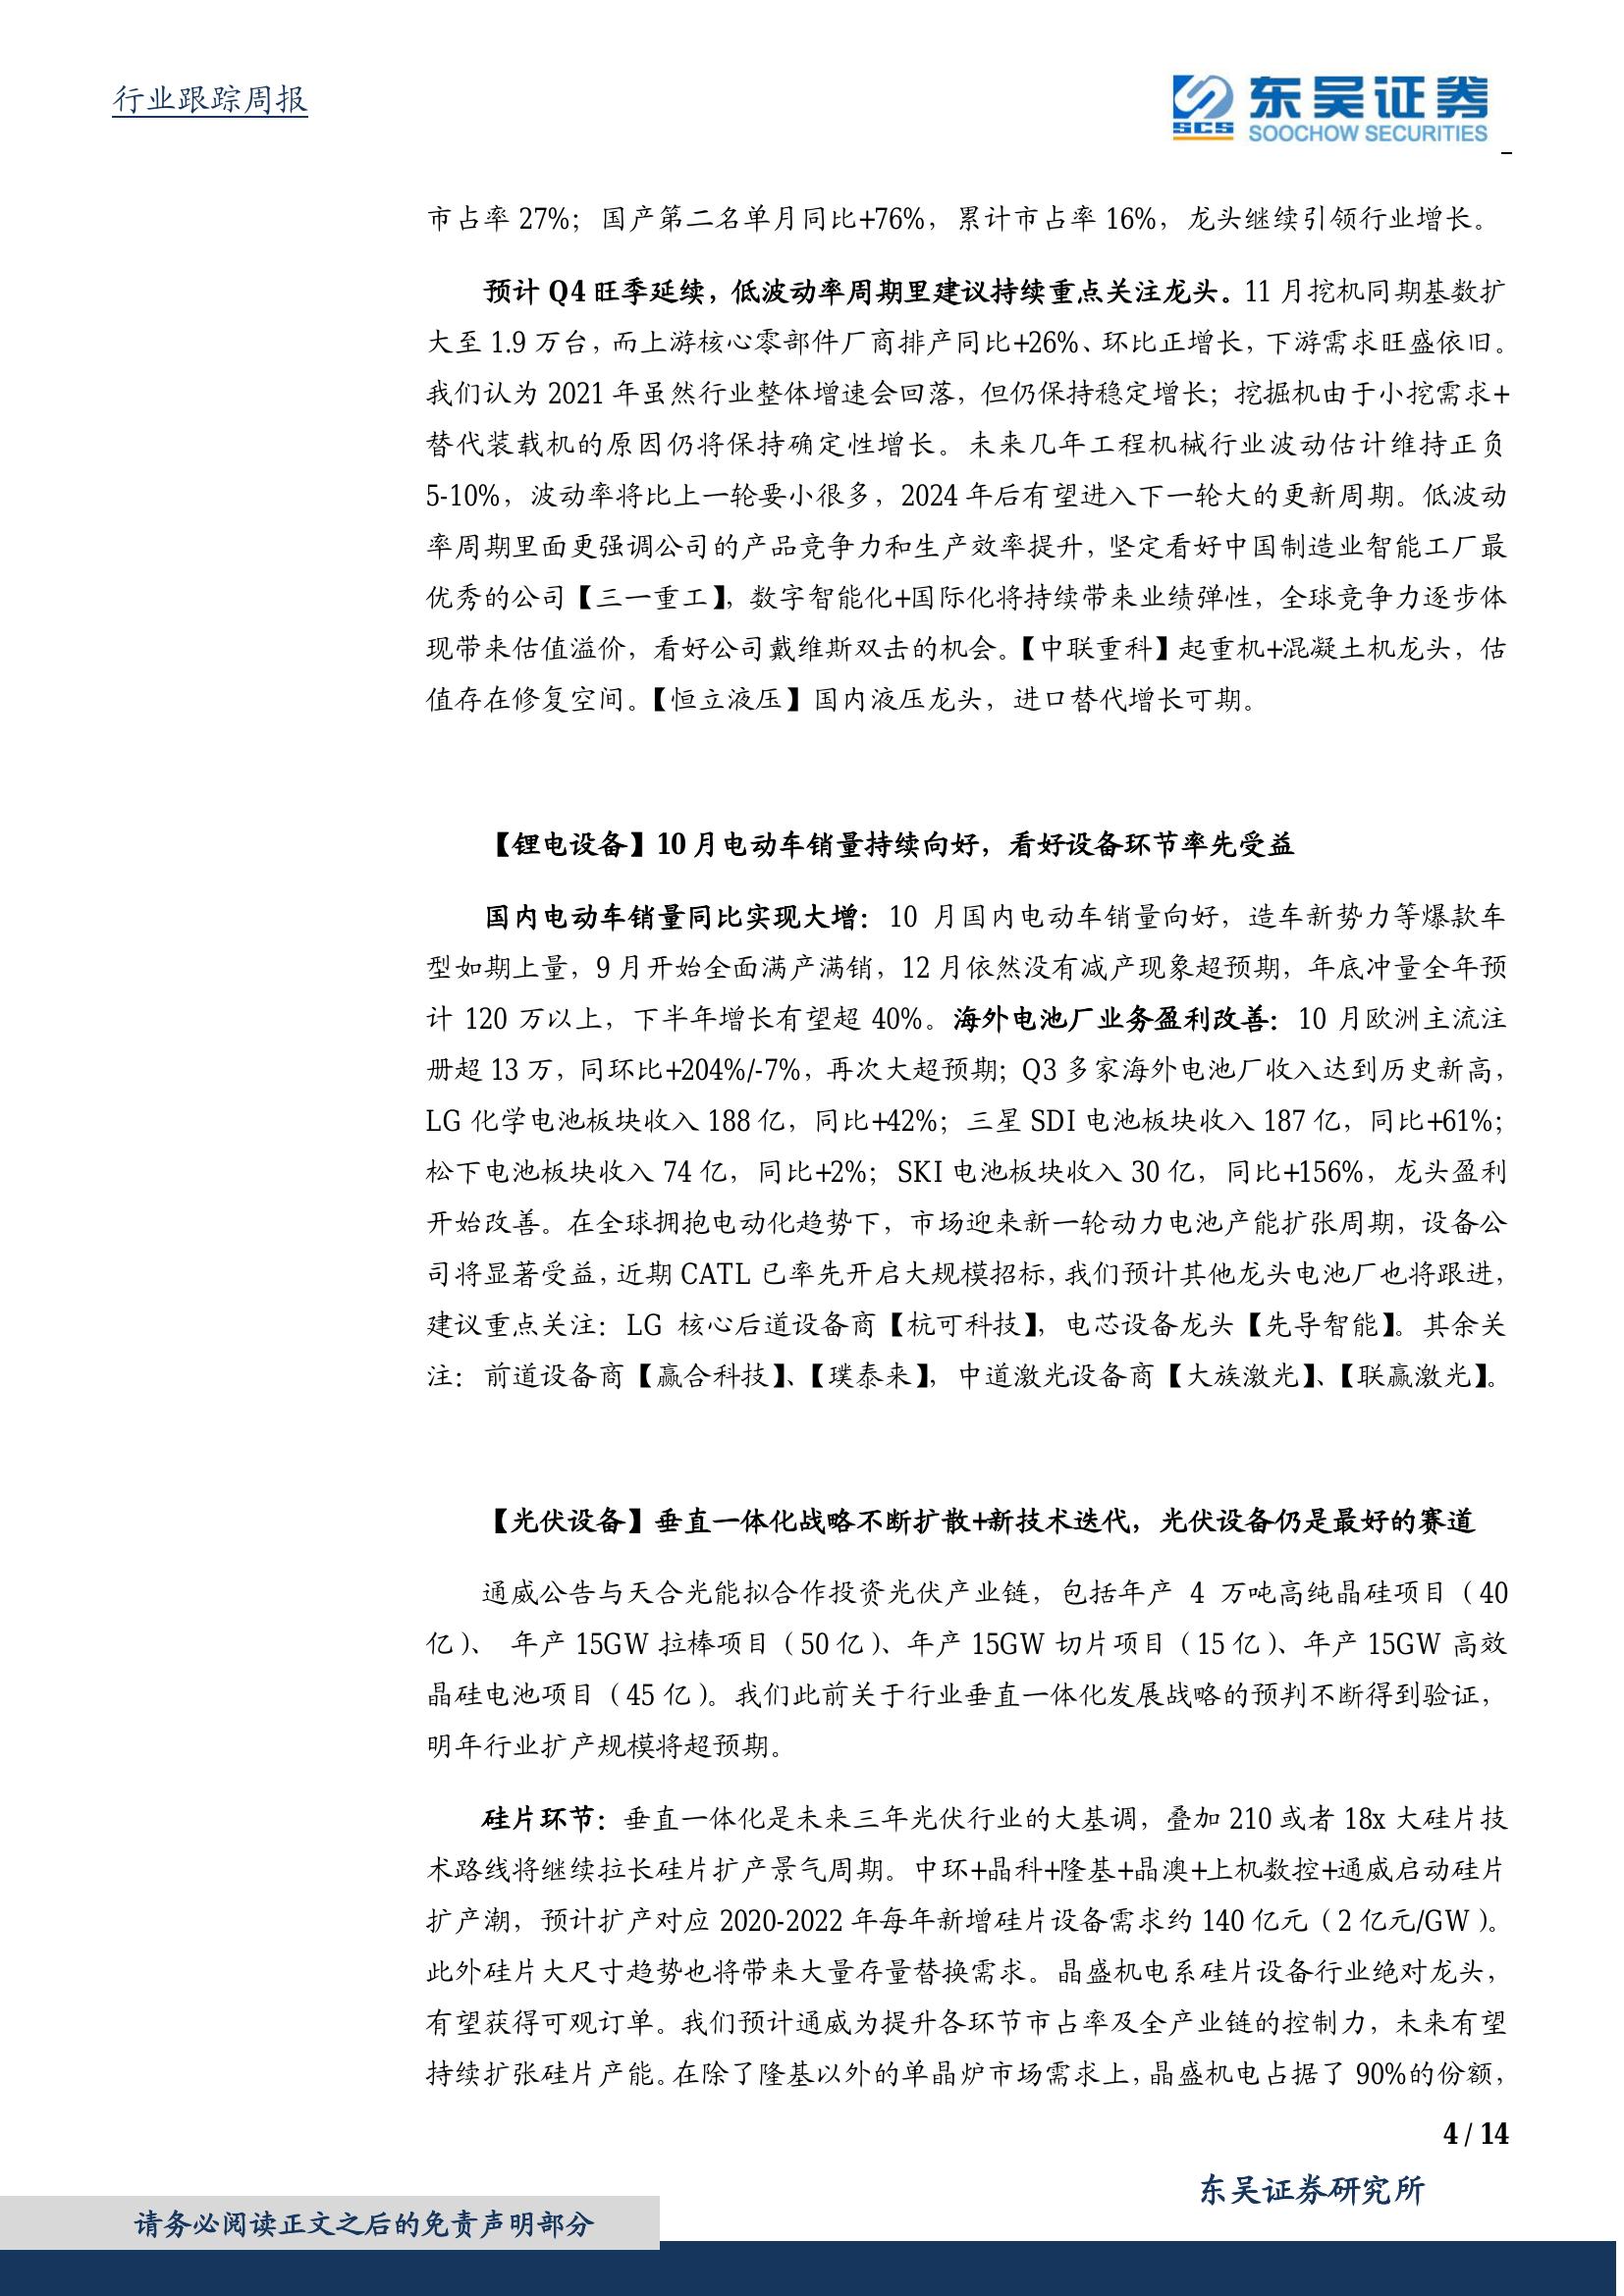 行业跟踪周报
SCS
东吴证券
SOOCHOW SECURITIES
市占率 27%；国产第二名单月同比+76%，累计市占率 16%，龙头继续引领行业增长。
预计 Q4 旺季延续，低波动率周期里建议持续重点关注龙头。11 月挖机同期基数扩
大至 1.9 万台，而上游核心零部件厂商排产同比+26%、环比正增长，下游需求旺盛依旧。
我们认为 2021 年虽然行业整体增速会回落，但仍保持稳定增长；挖掘机由于小挖需求+
替代装载机的原因仍将保持确定性增长。未来几年工程机械行业波动估计维持正负
5-10%，波动率将比上一轮要小很多，2024 年后有望进入下一轮大的更新周期。低波动
率周期里面更强调公司的产品竞争力和生产效率提升，坚定看好中国制造业智能工厂最
优秀的公司【三一重工】，数字智能化+国际化将持续带来业绩弹性，全球竞争力逐步体
现带来估值溢价，看好公司戴维斯双击的机会。【中联重科】起重机+混凝土机龙头，估
值存在修复空间。【恒立液压】国内液压龙头，进口替代增长可期。
【锂电设备】10 月电动车销量持续向好，看好设备环节率先受益
国内电动车销量同比实现大增：10 月国内电动车销量向好，造车新势力等爆款车
型如期上量，9 月开始全面满产满销，12 月依然没有减产现象超预期，年底冲量全年预
计 120 万以上，下半年增长有望超 40%。海外电池厂业务盈利改善：10 月欧洲主流注
册超 13 万，同环比+204%/-7%，再次大超预期；Q3 多家海外电池厂收入达到历史新高，
LG 化学电池板块收入 188 亿，同比+42%；三星 SDI 电池板块收入 187 亿，同比+61%；
松下电池板块收入 74 亿，同比+2%；SKI 电池板块收入 30 亿，同比+156%，龙头盈利
开始改善。在全球拥抱电动化趋势下，市场迎来新一轮动力电池产能扩张周期，设备公
司将显著受益，近期 CATL 已率先开启大规模招标，我们预计其他龙头电池厂也将跟进，
建议重点关注：LG 核心后道设备商【杭可科技】，电芯设备龙头【先导智能】。其余关
注：前道设备商【赢合科技】、【璞泰来】，中道激光设备商【大族激光】、【联赢激光】。
【光伏设备】垂直一体化战略不断扩散+新技术迭代，光伏设备仍是最好的赛道
通威公告与天合光能拟合作投资光伏产业链，包括年产 4 万吨高纯晶硅项目（40
亿）、 年产 15GW 拉棒项目（50 亿）、年产 15GW 切片项目（15 亿）、年产 15GW 高效
晶硅电池项目（45 亿）。我们此前关于行业垂直一体化发展战略的预判不断得到验证，
明年行业扩产规模将超预期。
硅片环节：垂直一体化是未来三年光伏行业的大基调，叠加 210 或者 18x 大硅片技
术路线将继续拉长硅片扩产景气周期。中环+晶科+隆基+晶澳+上机数控+通威启动硅片
扩产潮，预计扩产对应 2020-2022 年每年新增硅片设备需求约 140 亿元（2 亿元/GW）。
此外硅片大尺寸趋势也将带来大量存量替换需求。晶盛机电系硅片设备行业绝对龙头，
有望获得可观订单。我们预计通威为提升各环节市占率及全产业链的控制力，未来有望
持续扩张硅片产能。在除了隆基以外的单晶炉市场需求上，晶盛机电占据了 90%的份额，
4 / 14
东吴证券研究所
请务必阅读正文之后的免责声明部分